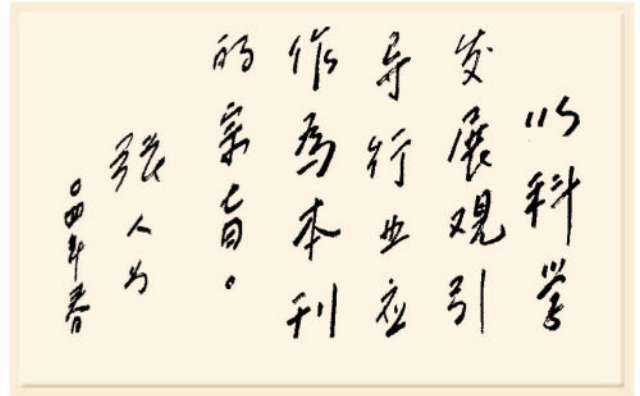 以科学
发展观引
导行业应
作为本刊
的宗旨。
张人为
〇四年春